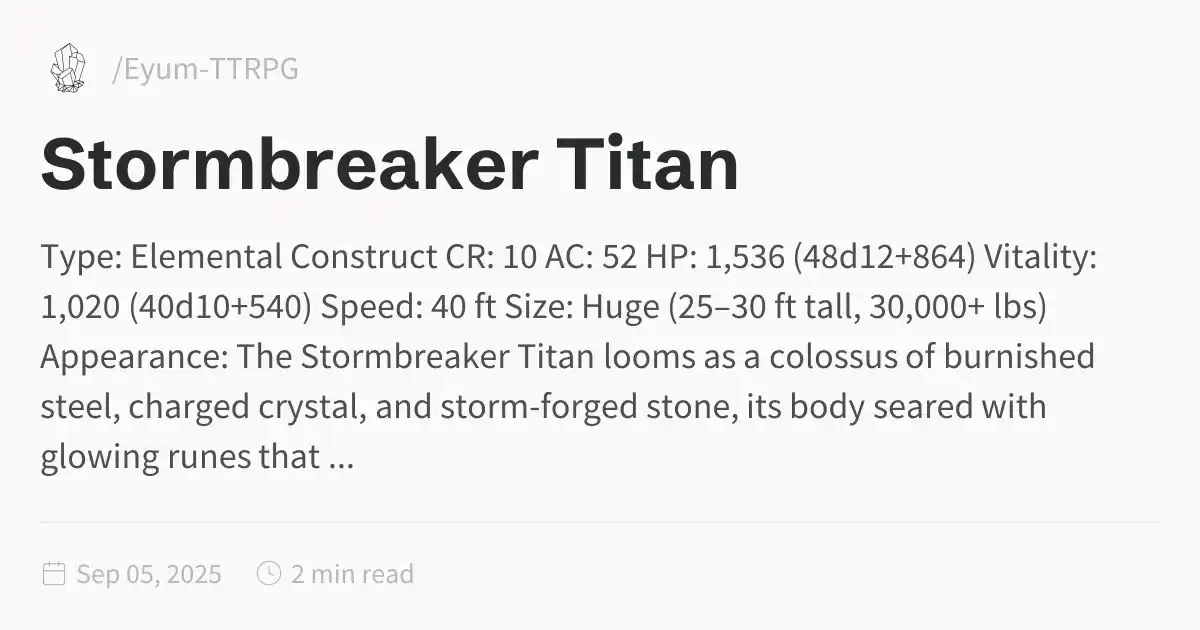 /Eyum-TTRPG
Stormbreaker Titan
Type: Elemental Construct CR: 10 AC: 52 HP: 1,536 (48d12+864) Vitality:
1,020 (40d10+540) Speed: 40 ft Size: Huge (25–30 ft tall, 30,000+ lbs)
Appearance: The Stormbreaker Titan looms as a colossus of burnished
steel, charged crystal, and storm-forged stone, its body seared with
glowing runes that ...
Sep 05, 2025 2 min read